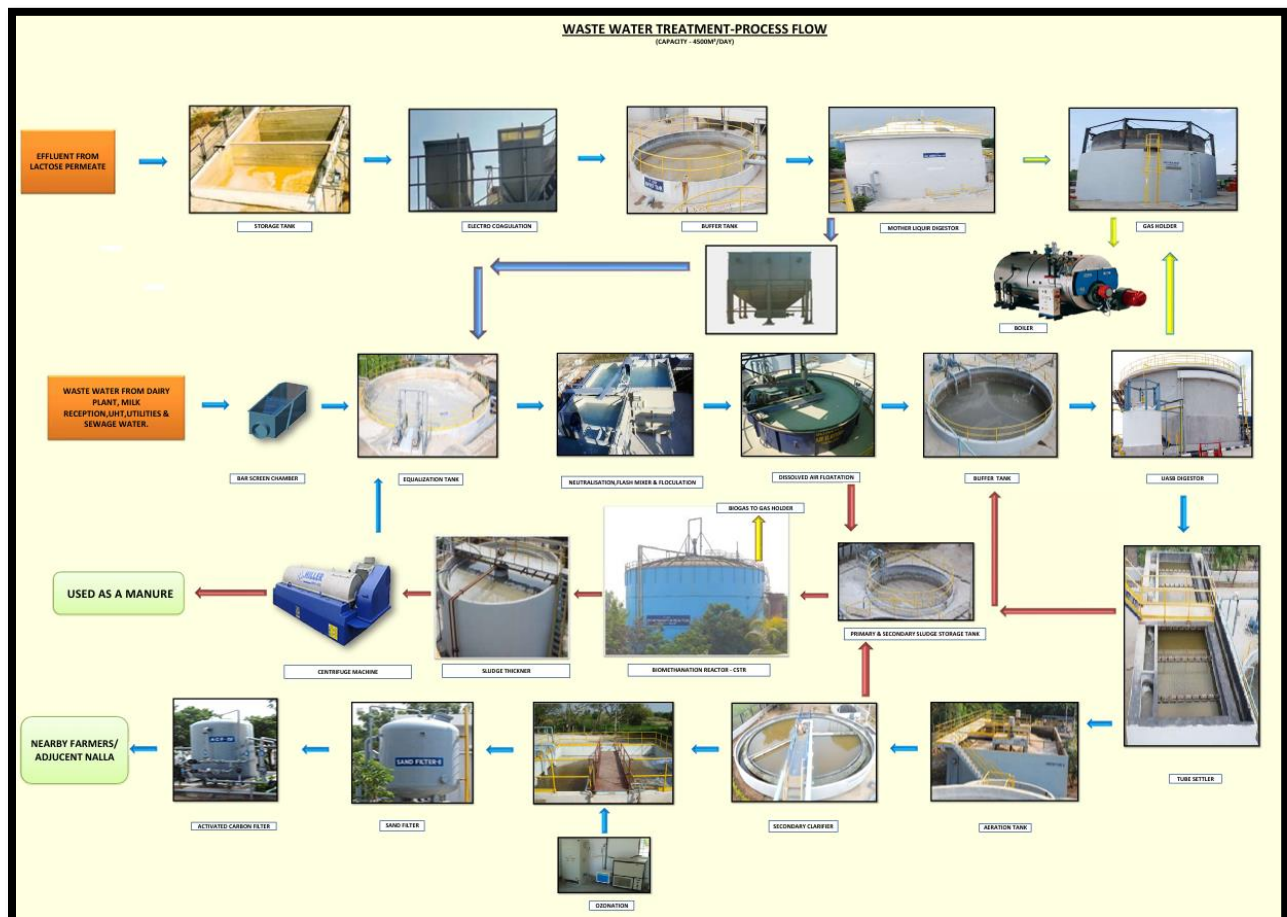 WASTE WATER TREATMENT-PROCESS FLOW
(CAPACITY - 4500M³/DAY)
EFFLUENT FROM
LACTOSE PERMEATE
STORAGE TANK
ELECTRO COAGULATION
BUFFER TANK
MOTHER LIQUIR DIGESTOR
GAS HOLDER
BOILER
WASTE WATER FROM DAIRY
PLANT, MILK
RECEPTION,UHT,UTILITIES &
SEWAGE WATER.
BAR SCREEN CHAMBER
EQUALIZATION TANK
NEUTRALISATION,FLASH MIXER & FLOCULATION
DISSOLVED AIR FLOATATION
BUFFER TANK
UASB DIGESTOR
BIOGAS TO GAS HOLDER
USED AS A MANURE
HILLER
CENTRIFUGE MACHINE
SLUDGE THICKNER
BIOMETHANATION REACTOR - CSTR
PRIMARY & SECONDARY SLUDGE STORAGE TANK
TUBE SETTLER
NEARBY FARMERS/
ADJUCENT NALLA
ACTIVATED CARBON FILTER
SAND FILTER-II
SAND FILTER
SECONDARY CLARIFIER
AERATION TANK
OZONATION